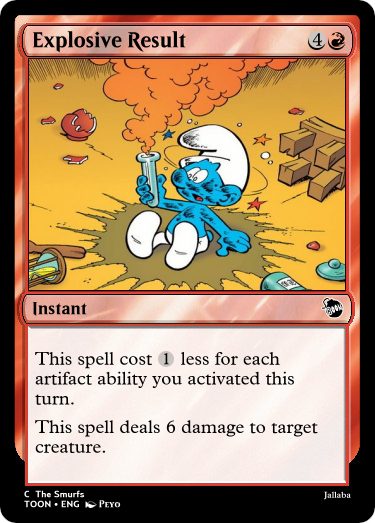 Explosive Result 4
Instant
This spell cost 1 less for each
artifact ability you activated this
turn.
This spell deals 6 damage to target
creature.
C The Smurfs
TOON • ENG Peyo
Jallaba